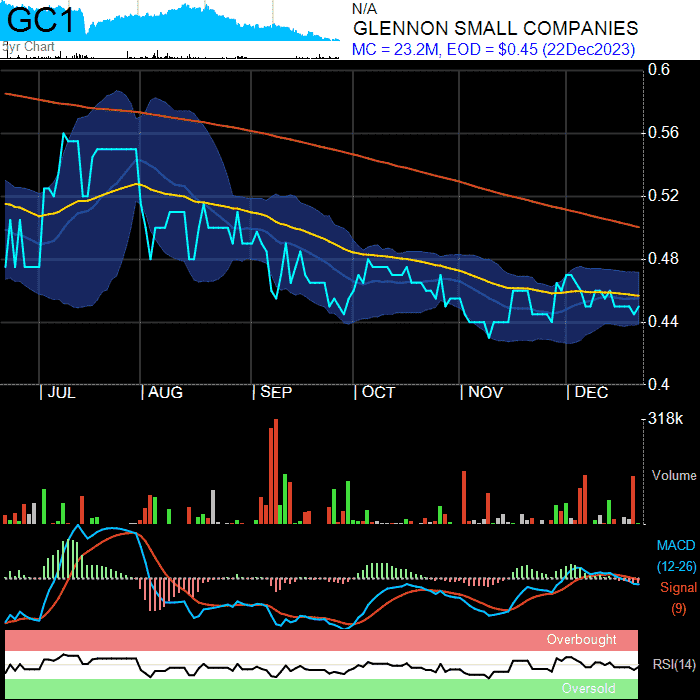 GC1
5yr Chart
N/A
GLENNON SMALL COMPANIES
MC = 23.2M, EOD = $0.45 (22Dec2023)
0.6
0.56
0.52
0.48
0.44
0.4
JUL AUG SEP OCT NOV DEC
318k
Volume
MACD
(12-26)
Signal
(9)
Overbought
RSI(14)
Oversold